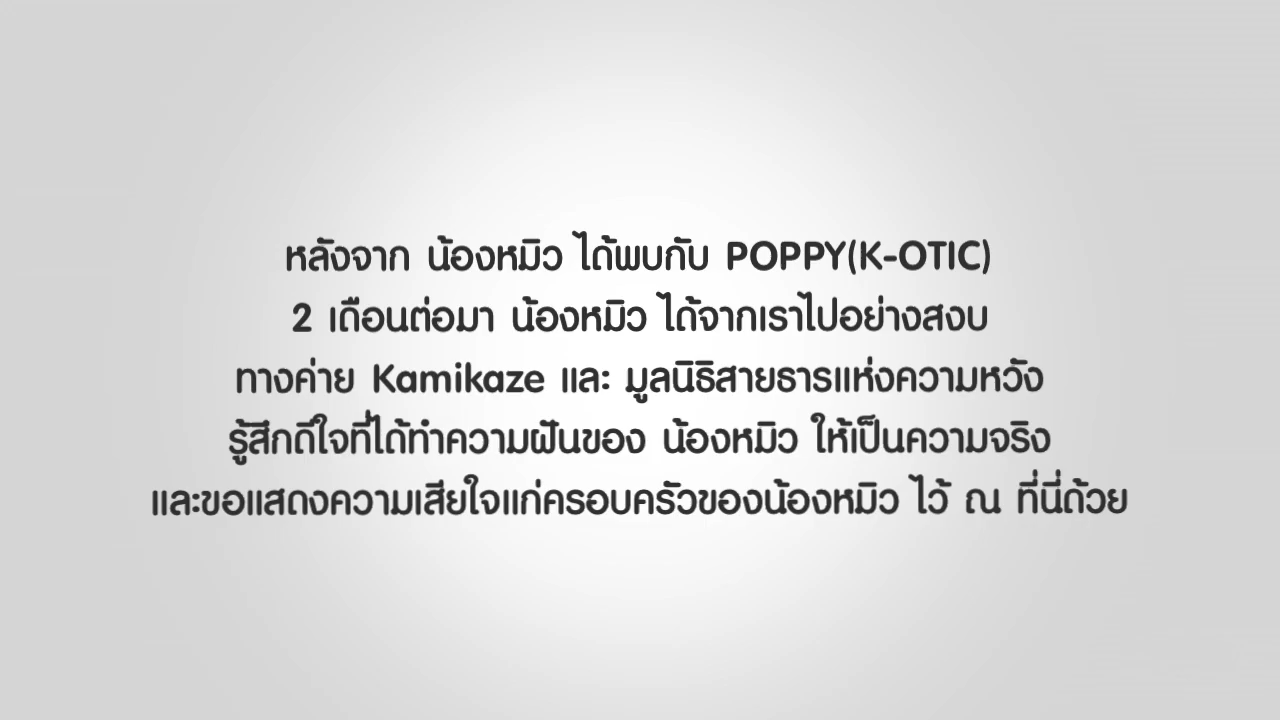 หลังจาก น้องหมิว ได้พบกับ POPPY(K-OTIC)
2 เดือนต่อมา น้องหมิว ได้จากเราไปอย่างสงบ
ทางค่าย Kamikaze และ มูลนิธิสายธารแห่งความหวัง
รู้สึกดีใจที่ได้ทำความฝันของ น้องหมิว ให้เป็นความจริง
และขอแสดงความเสียใจแก่ครอบครัวของน้องหมิว ไว้ ณ ที่นี่ด้วย